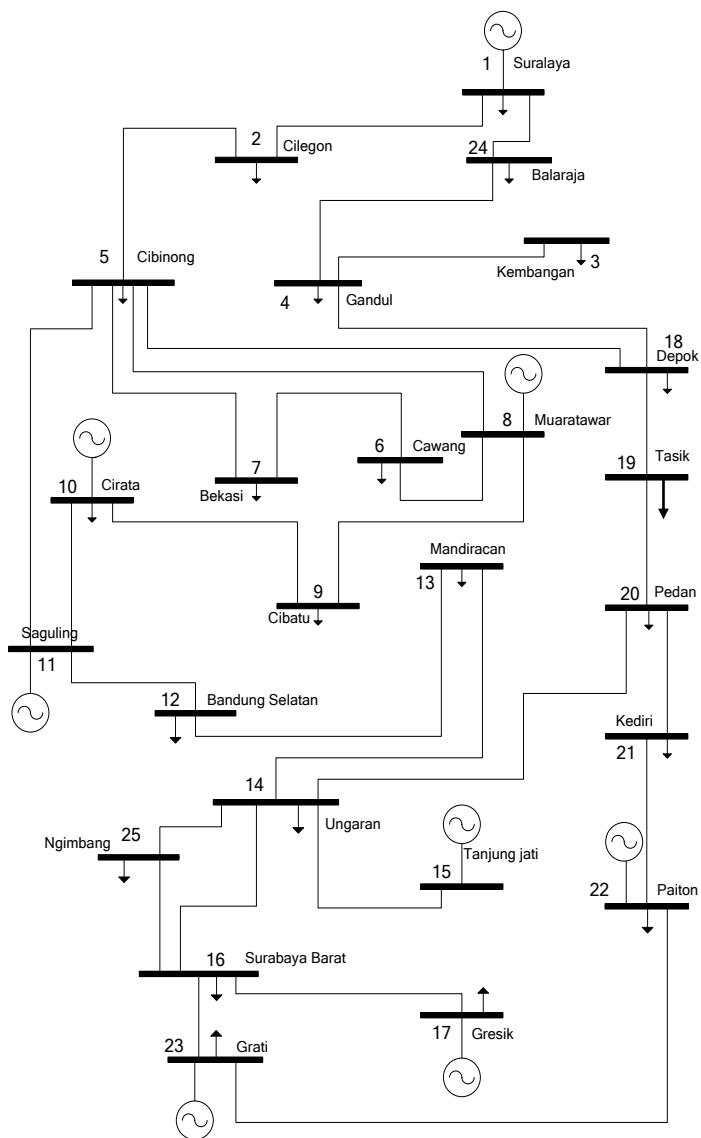 1 Suralaya
2
Cilegon
24
Balaraja
5 Cibinong
Kembangan 3
4 Gandul
18
Depok
8 Muaratawar
6 Cawang
7
Bekasi
19 Tasik
10 Cirata
Mandiracan
13
9
Cibatu
20 Pedan
Saguling
11
12 Bandung Selatan
Kediri
21
14
Ungaran
Ngimbang 25
Tanjung jati
15
22 Paiton
16 Surabaya Barat
17 Gresik
23 Grati